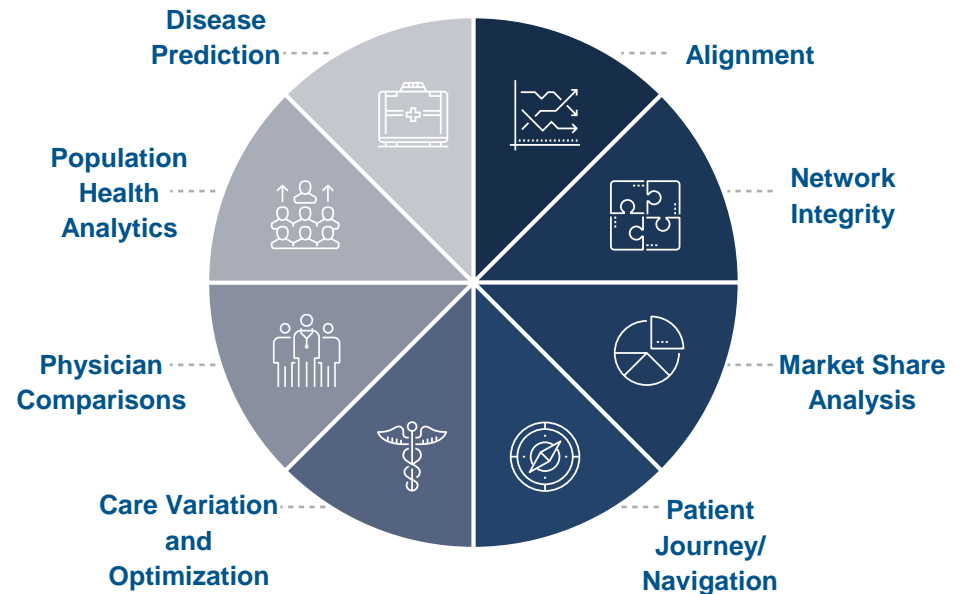 Disease
Prediction
Alignment
Population
Health
Analytics
Network
Integrity
Physician
Comparisons
Market Share
Analysis
Care Variation
and
Optimization
Patient
Journey/
Navigation